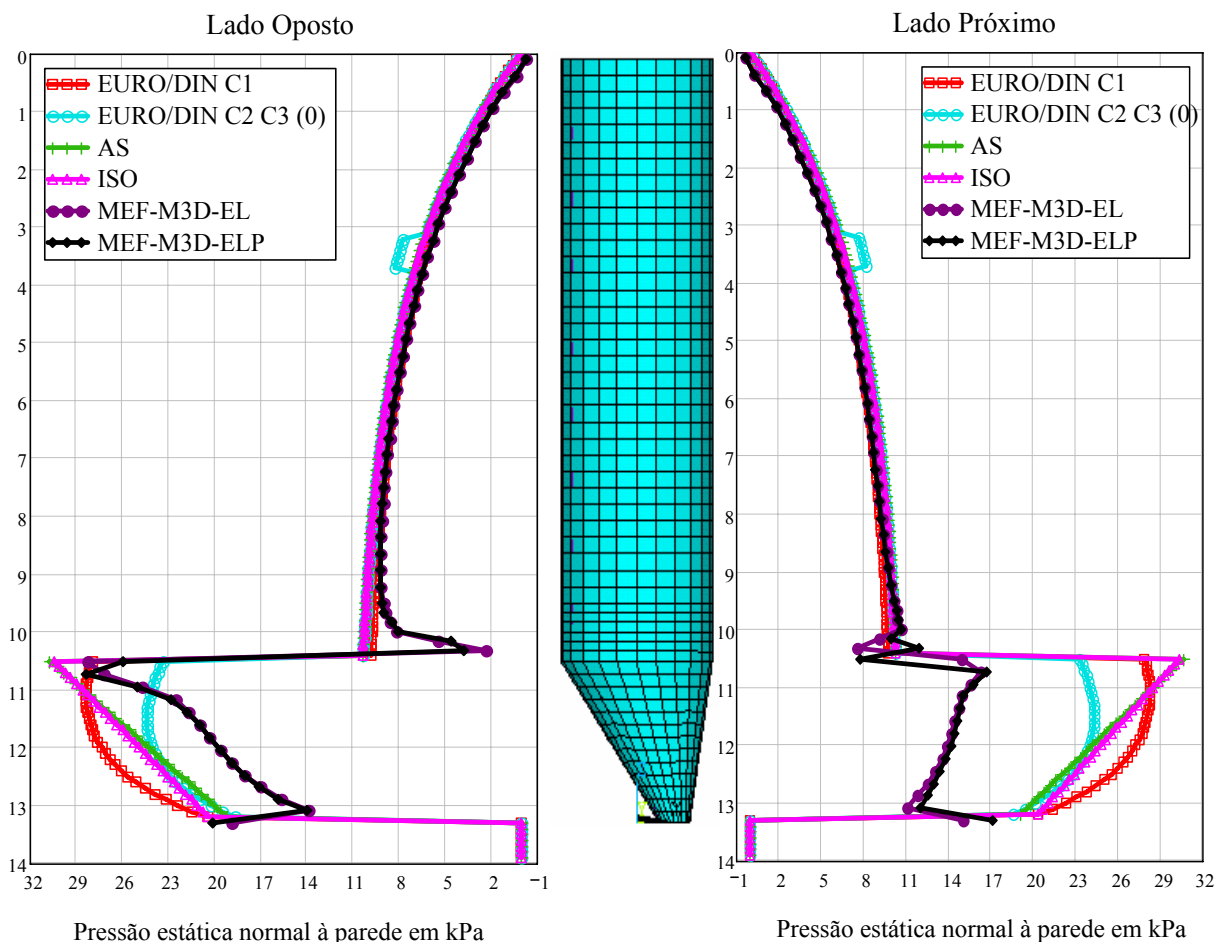 Lado Oposto
Lado Próximo
0
1
2
3
4
5
6
7
8
9
10
11
12
13
14
EURO/DIN C1
EURO/DIN C2 C3 (0)
AS
ISO
MEF-M3D-EL
MEF-M3D-ELP
32 29 26 23 20 17 14 11 8 5 2 −1
Pressão estática normal à parede em kPa
0
1
2
3
4
5
6
7
8
9
10
11
12
13
14
EURO/DIN C1
EURO/DIN C2 C3 (0)
AS
ISO
MEF-M3D-EL
MEF-M3D-ELP
−1 2 5 8 11 14 17 20 23 26 29 32
Pressão estática normal à parede em kPa